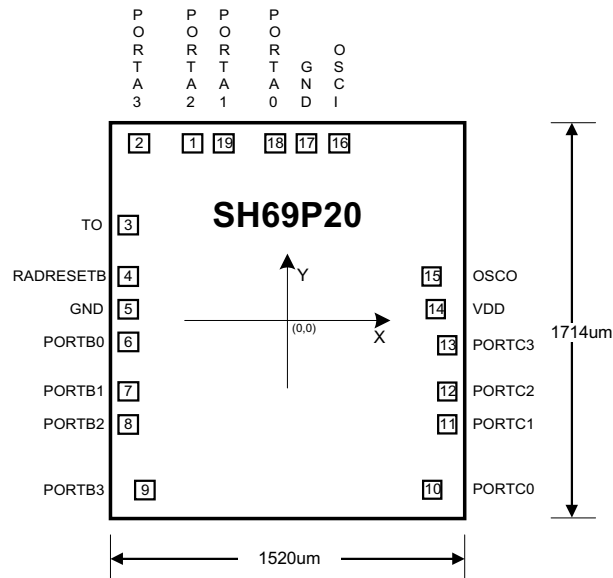 PORTA3
PORTA2
PORTA1
PORTA0
GND
OSCI
2
1
19
18
17
16
SH69P20
TO
3
RADRESETB
4
Y
15
OSCO
GND
5
(0,0)
X
14
VDD
PORTB0
6
13
PORTC3
1714um
PORTB1
7
12
PORTC2
PORTB2
8
11
PORTC1
PORTB3
9
10
PORTC0
1520um